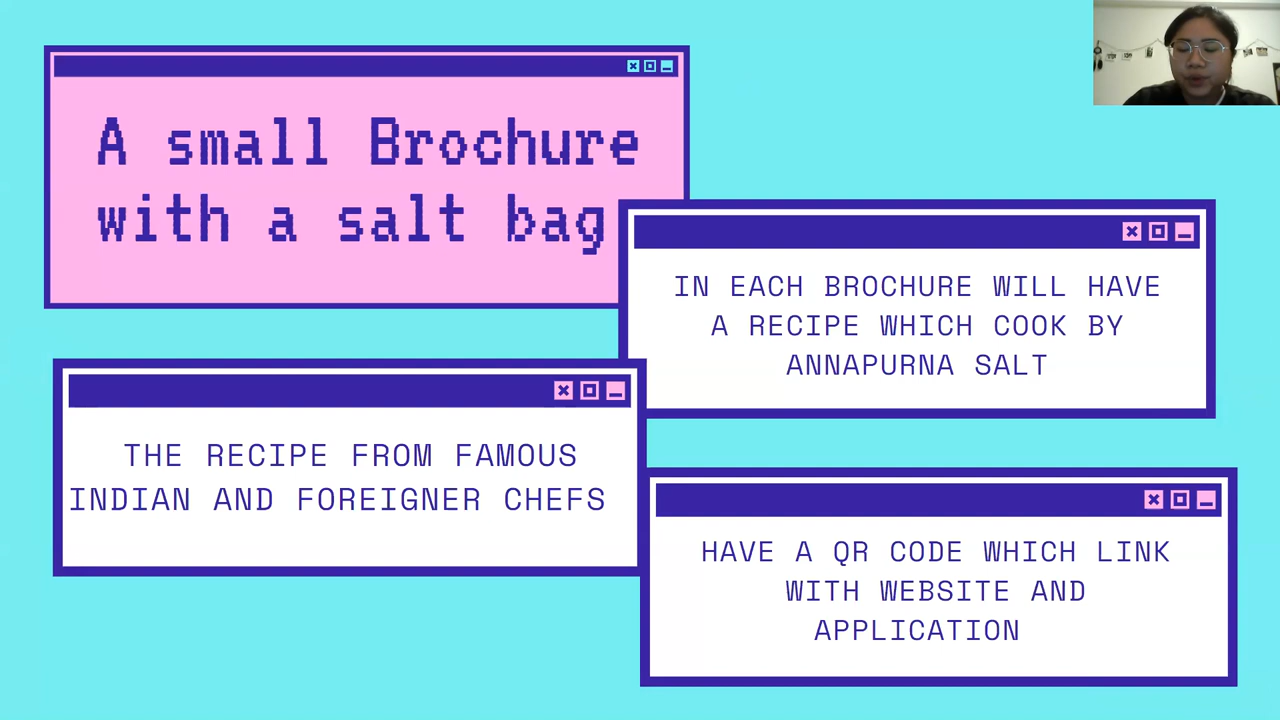 A small Brochure
with a salt bag
IN EACH BROCHURE WILL HAVE
A RECIPE WHICH COOK BY
ANNAPURNA SALT
THE RECIPE FROM FAMOUS
INDIAN AND FOREIGNER CHEFS
HAVE A QR CODE WHICH LINK
WITH WEBSITE AND
APPLICATION